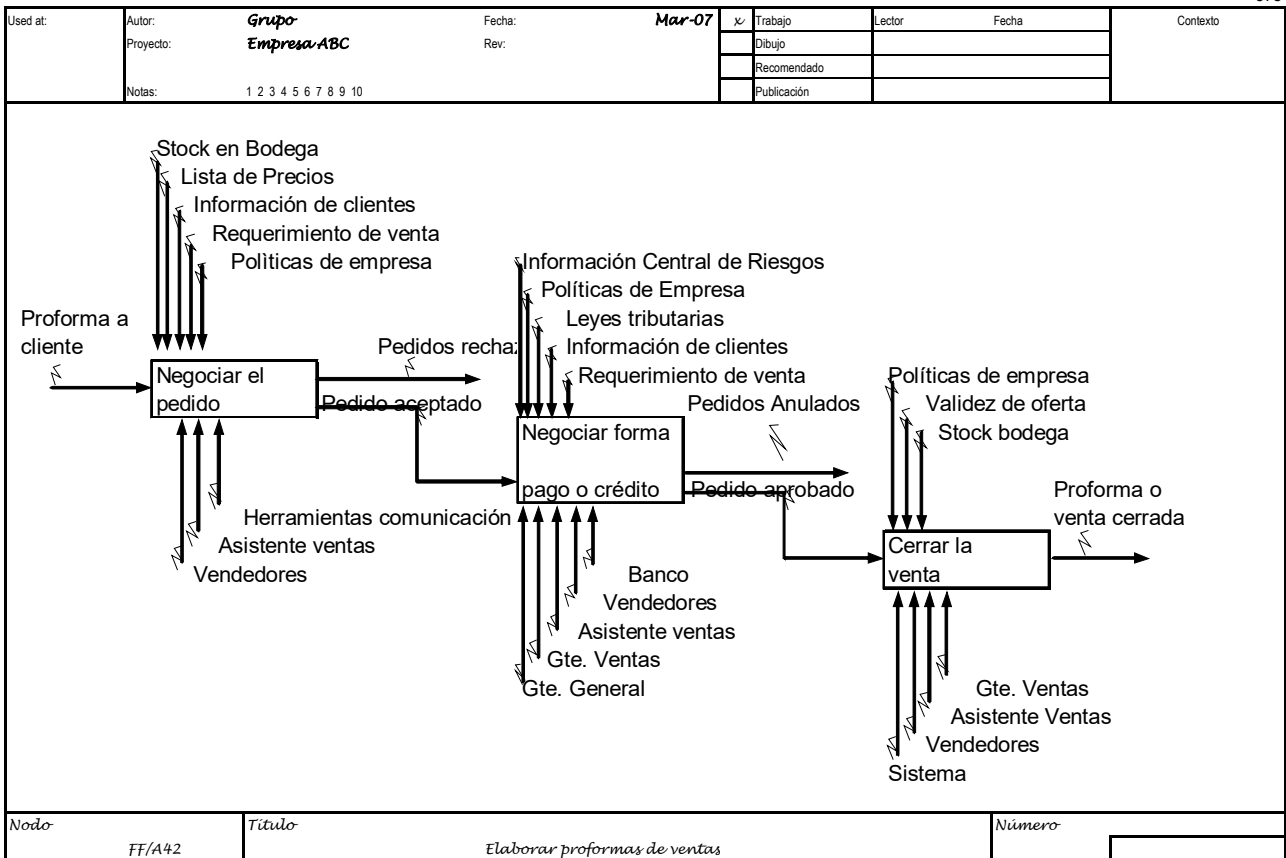 Used at:
Autor:
Grupo
Fecha:
Mar-07
x
Trabajo
Lector
Fecha
Contexto
Proyecto:
Empresa ABC
Rev:
Dibujo
Recomendado
Notas:
1 2 3 4 5 6 7 8 9 10
Publicación
Stock en Bodega
Lista de Precios
Información de clientes
Requerimiento de venta
Polìticas de empresa
Proforma a
cliente
Negociar el
pedido
Pedidos rechaz
Pedido aceptado
Herramientas comunicación
Asistente ventas
Vendedores
Información Central de Riesgos
Políticas de Empresa
Leyes tributarias
Información de clientes
Requerimiento de venta
Pedidos Anulados
Negociar forma
pago o crédito
Pedido aprobado
Banco
Vendedores
Asistente ventas
Gte. Ventas
Gte. General
Políticas de empresa
Validez de oferta
Stock bodega
Cerrar la
venta
Proforma o
venta cerrada
Gte. Ventas
Asistente Ventas
Vendedores
Sistema
Nodo
FF/A42
Título
Elaborar proformas de ventas
Número